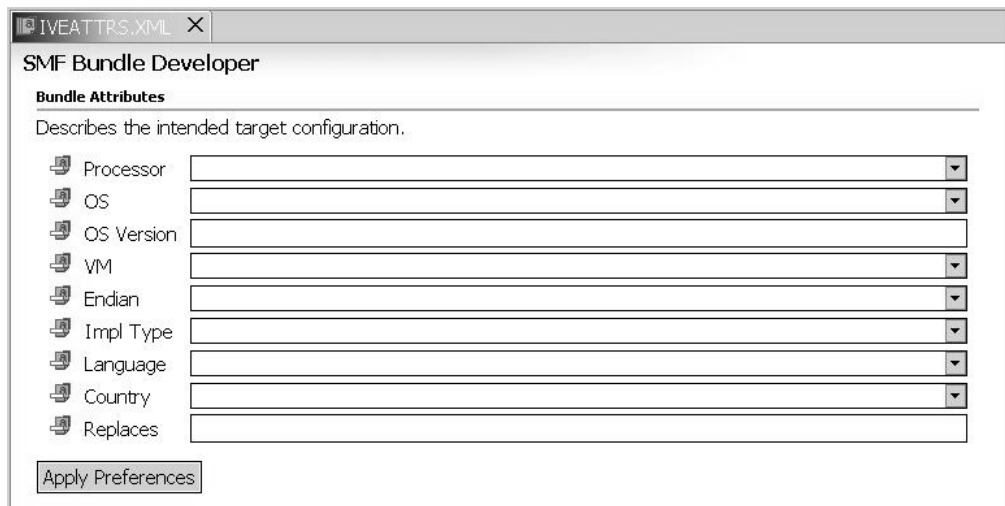 IVEATTRS.XML
SMF Bundle Developer
Bundle Attributes
Describes the intended target configuration.
Processor
OS
OS Version
VM
Endian
Impl Type
Language
Country
Replaces
Apply Preferences